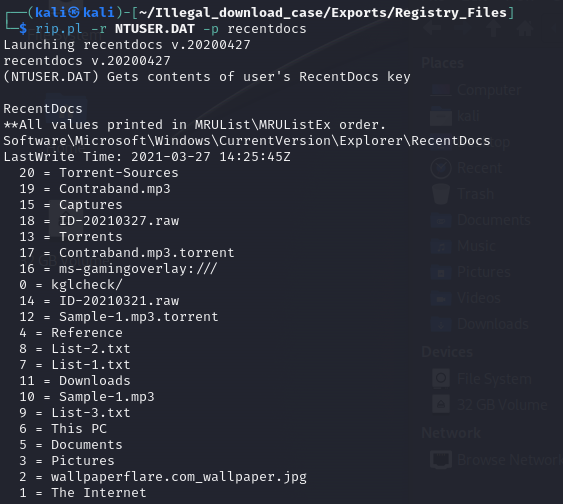 ┌──(kali㉿kali)-[~/Illegal_download_case/Exports/Registry_Files]
└─$ rip.pl -r NTUSER.DAT -p recentdocs
Launching recentdocs v.20200427
recentdocs v.20200427
(NTUSER.DAT) Gets contents of user's RecentDocs key
RecentDocs
**All values printed in MRUList\MRUListEx order.
Software\Microsoft\Windows\CurrentVersion\Explorer\RecentDocs
LastWrite Time: 2021-03-27 14:25:45Z
20 = Torrent-Sources
19 = Contraband.mp3
15 = Captures
18 = ID-20210327.raw
13 = Torrents
17 = Contraband.mp3.torrent
16 = ms-gamingoverlay:///
0 = kglcheck/
14 = ID-20210321.raw
12 = Sample-1.mp3.torrent
4 = Reference
8 = List-2.txt
7 = List-1.txt
11 = Downloads
10 = Sample-1.mp3
9 = List-3.txt
6 = This PC
5 = Documents
3 = Pictures
2 = wallpaperflare.com_wallpaper.jpg
1 = The Internet
Places
Computer
Kali
Recent
Trash
Documents
Music
Pictures
Videos
Downloads
Devices
File System
32 GB Volume
Network
Browse Network